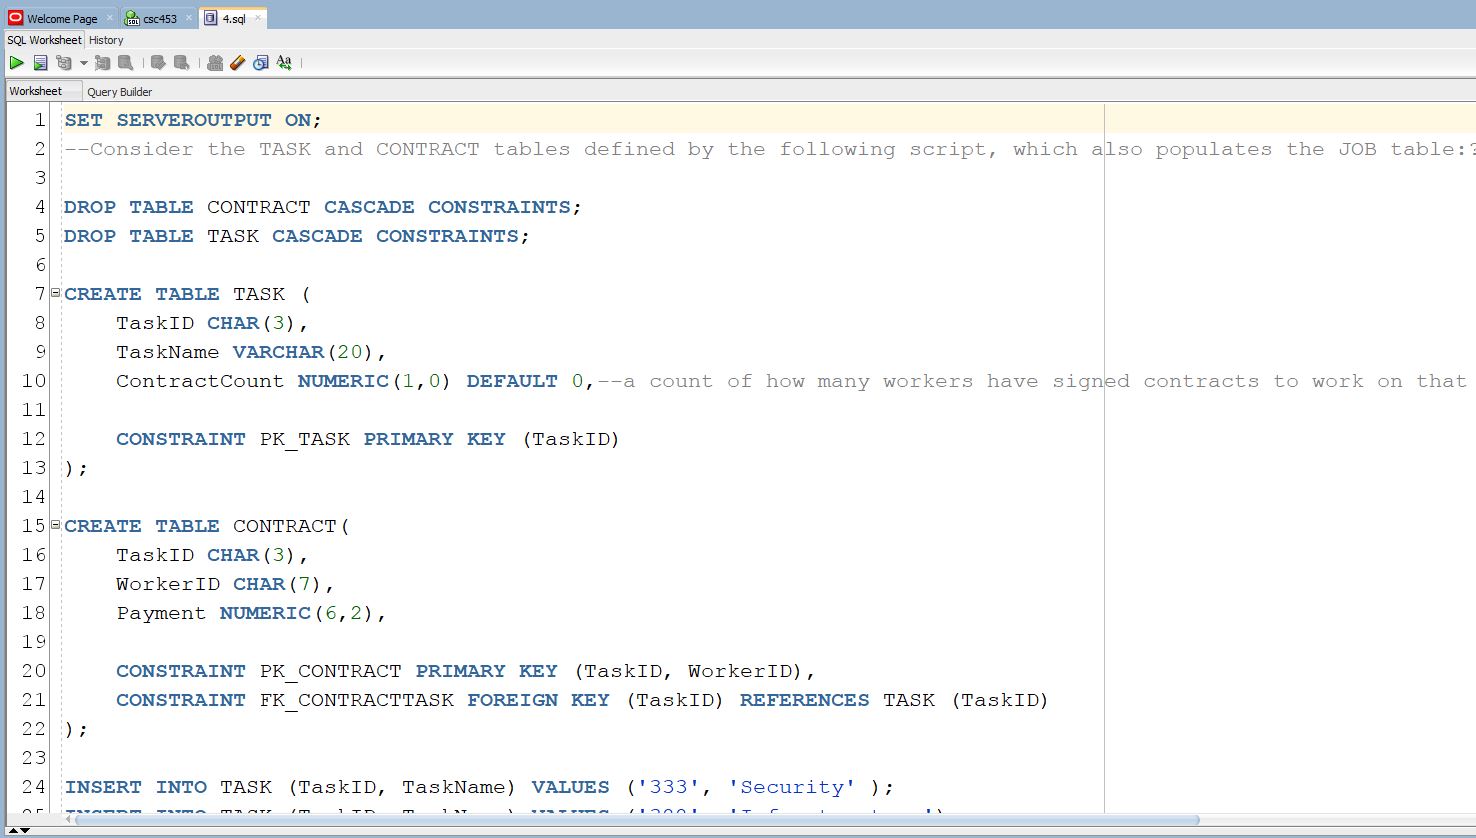 Welcome Page
csc453
4.sql
SQL Worksheet History
Aa
Worksheet Query Builder
1 SET SERVEROUTPUT ON;
2 --Consider the TASK and CONTRACT tables defined by the following script, which also populates the JOB table:?
3
4 DROP TABLE CONTRACT CASCADE CONSTRAINTS;
5 DROP TABLE TASK CASCADE CONSTRAINTS;
6
7 CREATE TABLE TASK (
8 TaskID CHAR(3),
9 TaskName VARCHAR(20),
10 ContractCount NUMERIC(1,0) DEFAULT 0,--a count of how many workers have signed contracts to work on that
11
12 CONSTRAINT PK_TASK PRIMARY KEY (TaskID)
13 );
14
15 CREATE TABLE CONTRACT(
16 TaskID CHAR(3),
17 WorkerID CHAR(7),
18 Payment NUMERIC(6,2),
19
20 CONSTRAINT PK_CONTRACT PRIMARY KEY (TaskID, WorkerID),
21 CONSTRAINT FK_CONTRACTTASK FOREIGN KEY (TaskID) REFERENCES TASK (TaskID)
22 );
23
24 INSERT INTO TASK (TaskID, TaskName) VALUES ('333', 'Security' );